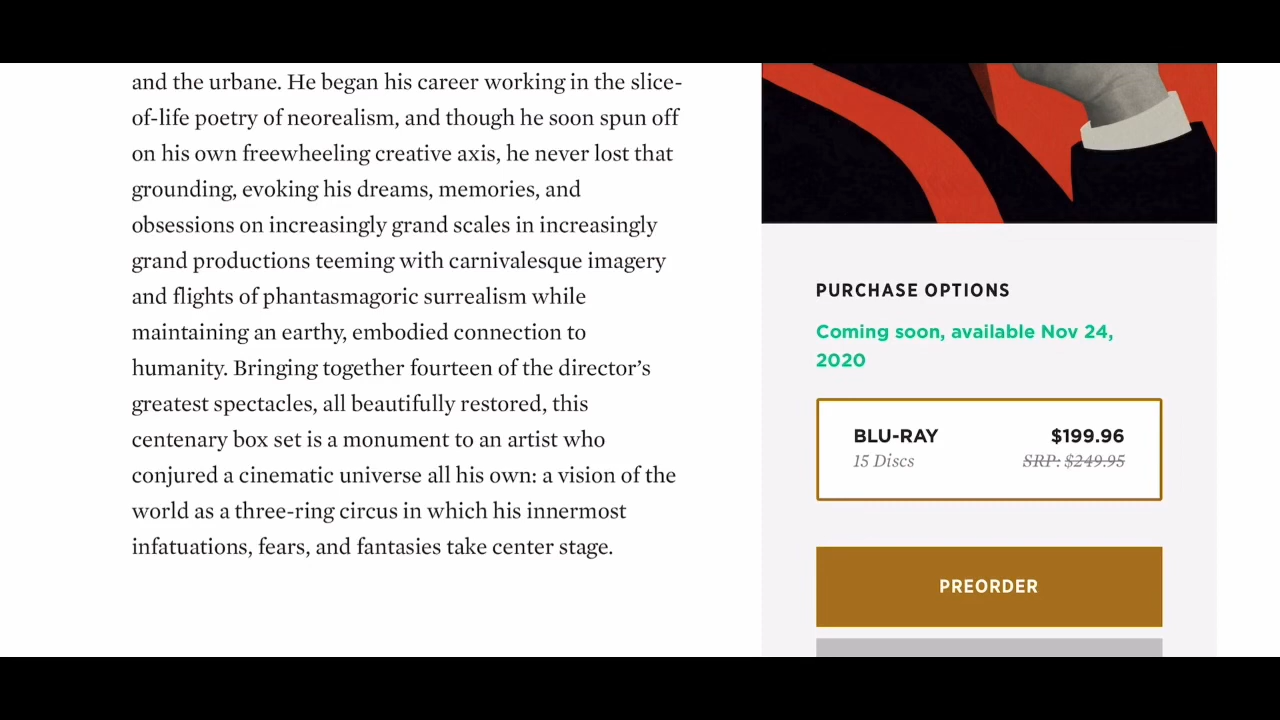 and the urbane. He began his career working in the slice-
of-life poetry of neorealism, and though he soon spun off
on his own freewheeling creative axis, he never lost that
grounding, evoking his dreams, memories, and
obsessions on increasingly grand scales in increasingly
grand productions teeming with carnivalesque imagery
and flights of phantasmagoric surrealism while
maintaining an earthy, embodied connection to
humanity. Bringing together fourteen of the director’s
greatest spectacles, all beautifully restored, this
centenary box set is a monument to an artist who
conjured a cinematic universe all his own: a vision of the
world as a three-ring circus in which his innermost
infatuations, fears, and fantasies take center stage.
PURCHASE OPTIONS
Coming soon, available Nov 24,
2020
BLU-RAY $199.96
15 Discs SRP: $249.95
PREORDER